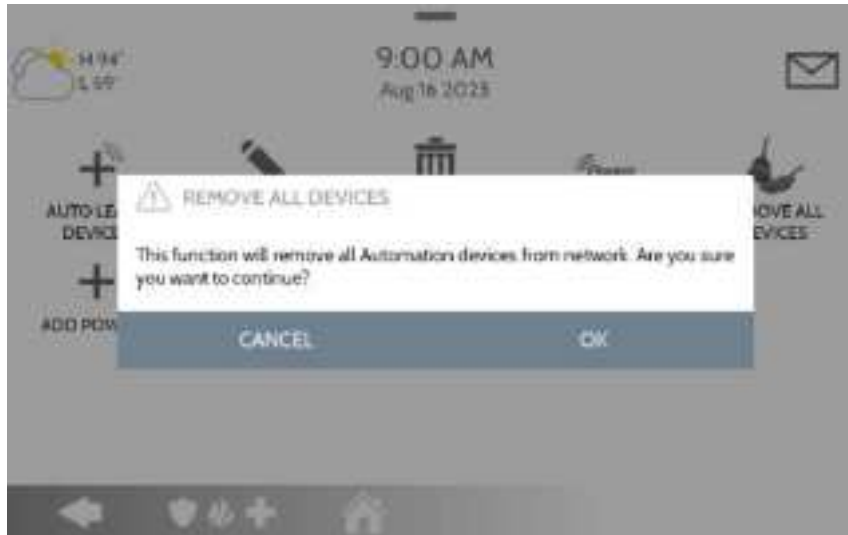 H 94°
L 69°
9:00 AM
Aug 16 2023
AUTO LE
DEVIC
OVE ALL
EVICES
ADD POW
REMOVE ALL DEVICES
This function will remove all Automation devices from network. Are you sure
you want to continue?
CANCEL
OK